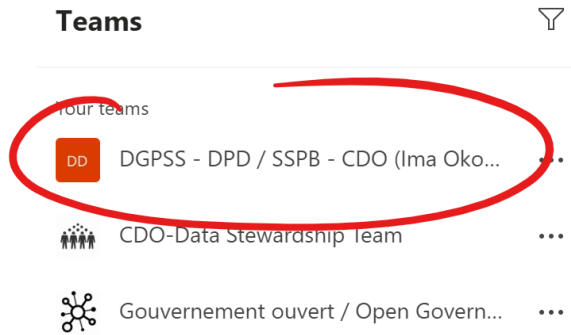 Teams
Your teams
DD
DGPSS - DPD / SSPB - CDO (Ima Oko...
CDO-Data Stewardship Team
Gouvernement ouvert / Open Govern...